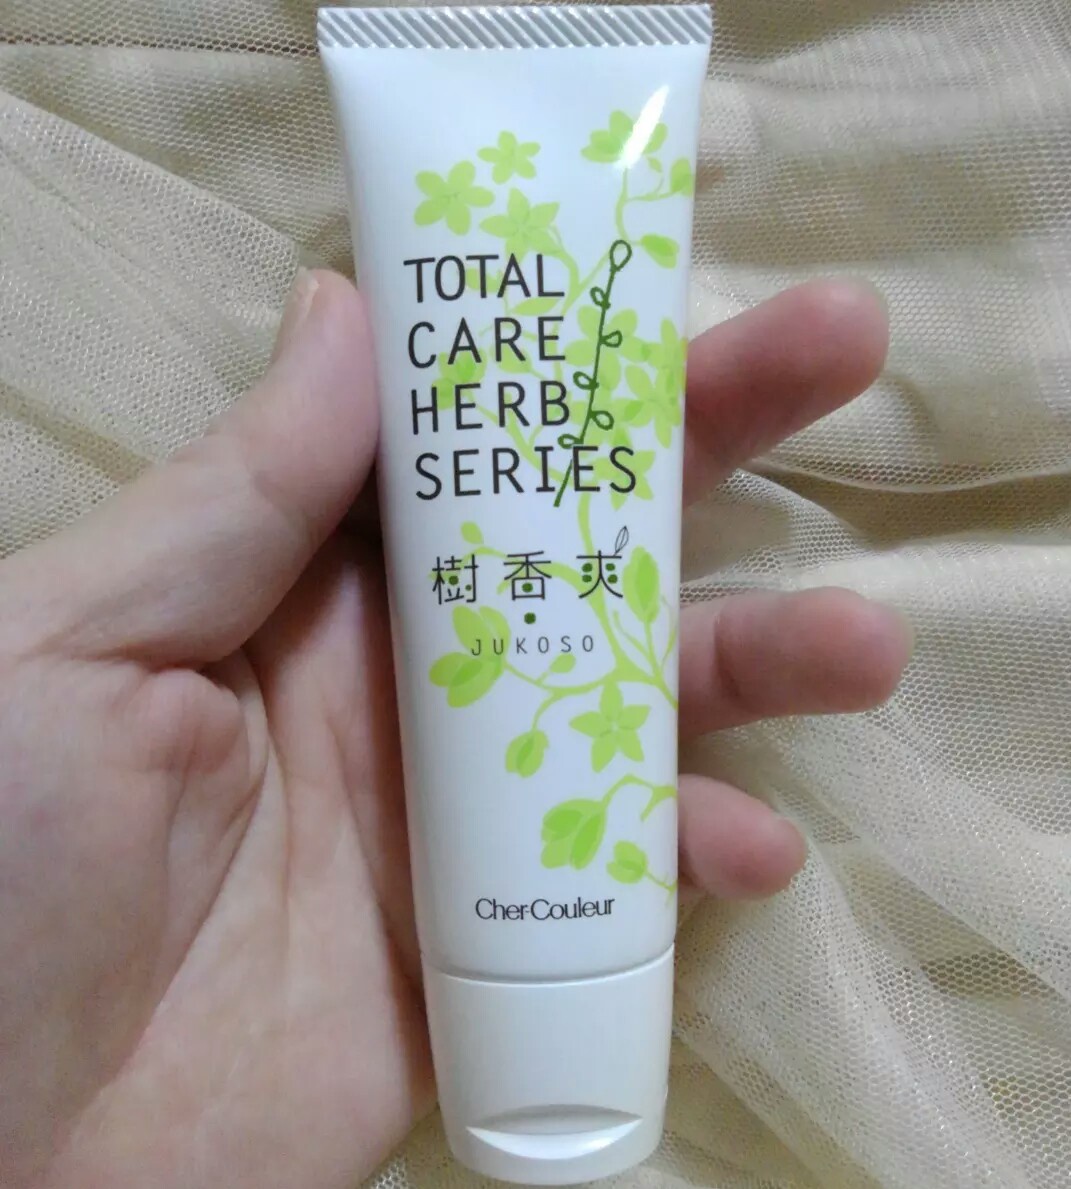 TOTAL
CARE
HERB
SERIES
樹香爽
JUKOSO
Cher-Couleur